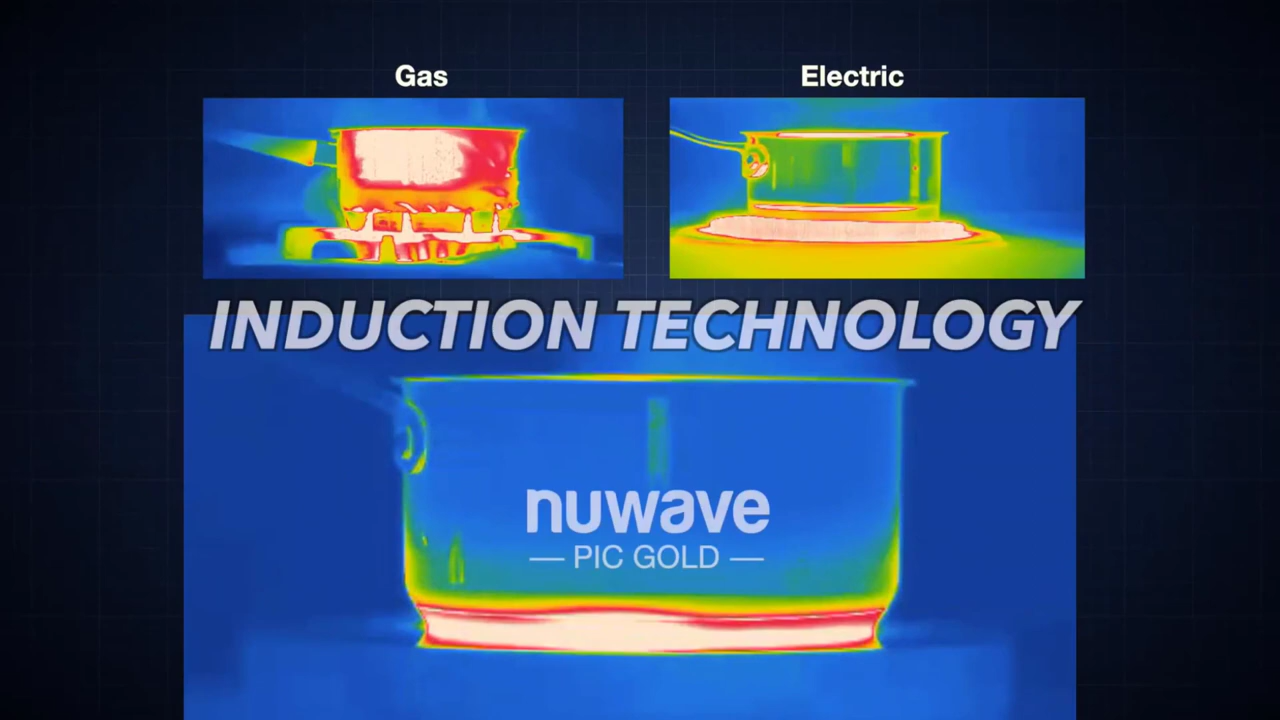 Gas
Electric
INDUCTION TECHNOLOGY
nuwave
— PIC GOLD —